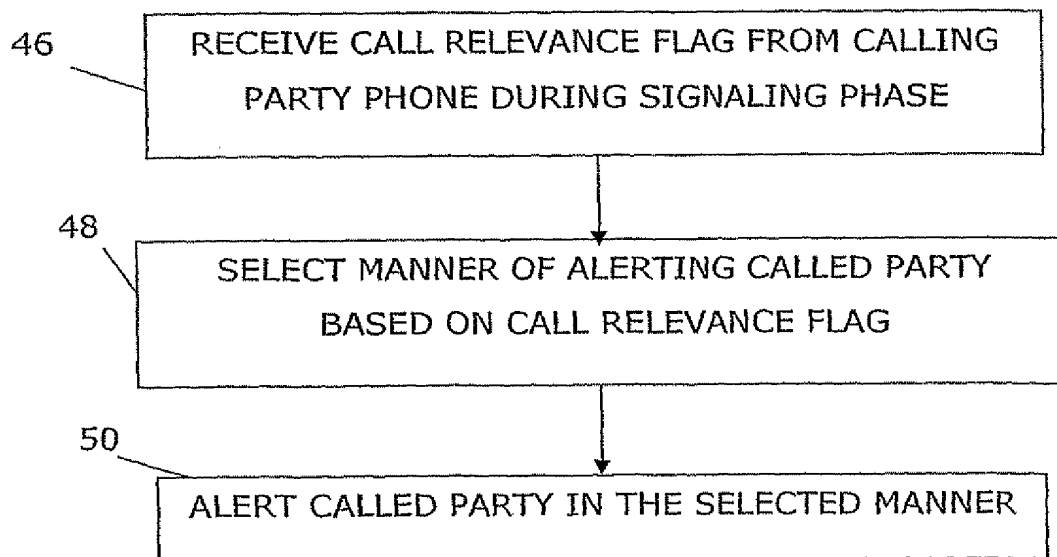 46
RECEIVE CALL RELEVANCE FLAG FROM CALLING
PARTY PHONE DURING SIGNALING PHASE
48
SELECT MANNER OF ALERTING CALLED PARTY
BASED ON CALL RELEVANCE FLAG
50
ALERT CALLED PARTY IN THE SELECTED MANNER